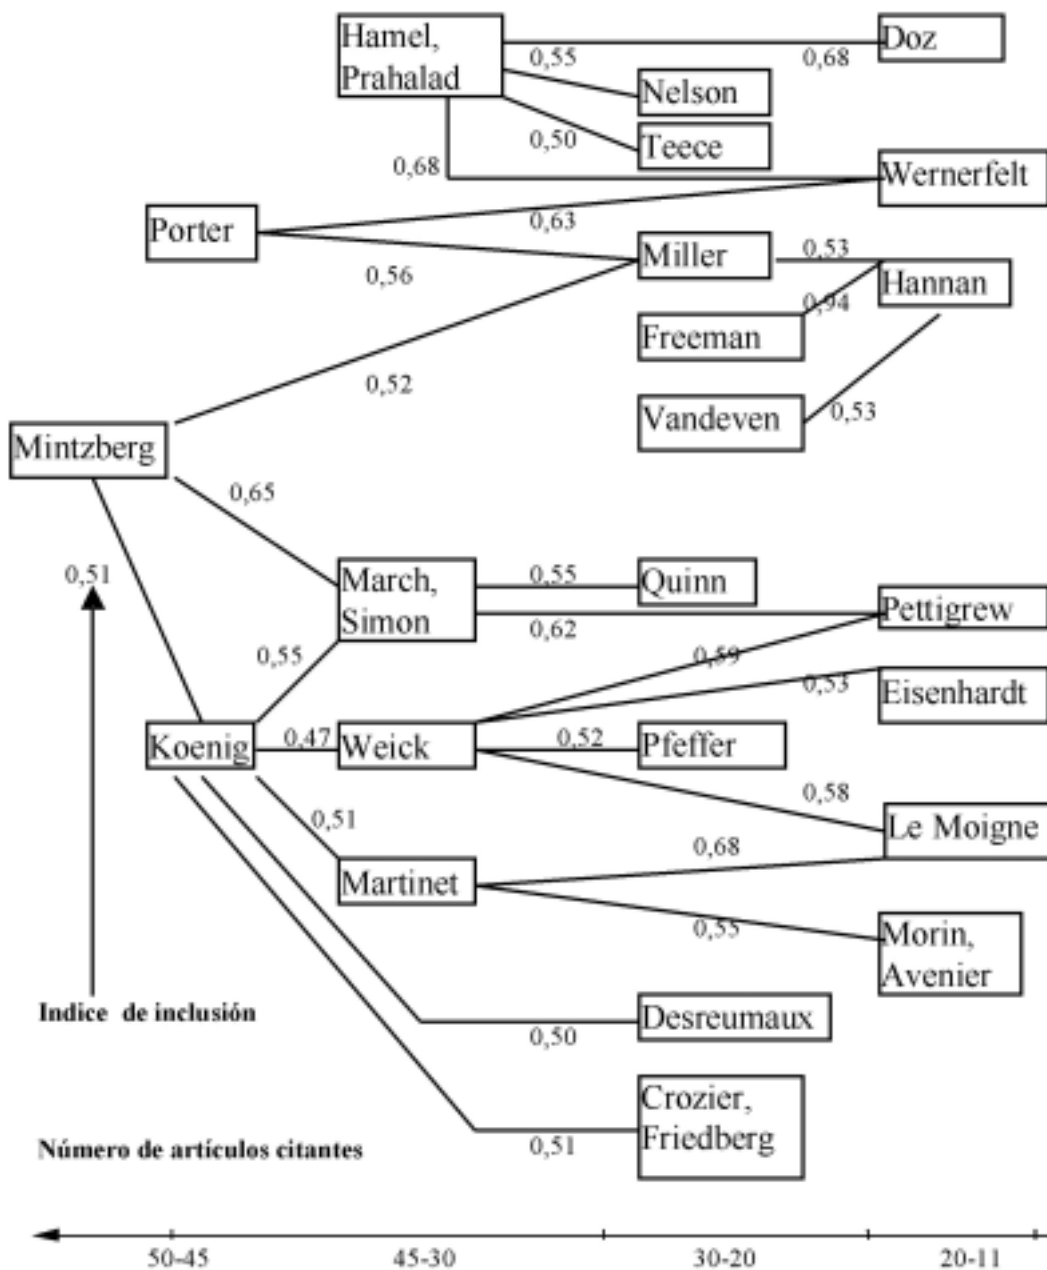 Hamel,
Prahalad
0,55
0,68
Doz
Nelson
0,50
Teece
0,68
Wernerfelt
Porter
0,63
Miller
0,53
0,56
Hannan
0,94
Freeman
0,52
Vandeven
0,53
Mintzberg
0,65
0,51
March,
Simon
0,55
Quinn
0,62
Pettigrew
0,55
0,59
0,53
Eisenhardt
Koenig
0,47
Weick
0,52
Pfeffer
0,58
0,51
Le Moigne
0,68
Martinet
0,55
Morin,
Avenier
Indice de inclusión
Desreumaux
0,50
Crozier,
Friedberg
Número de artículos citantes
0,51
50-45
45-30
30-20
20-11